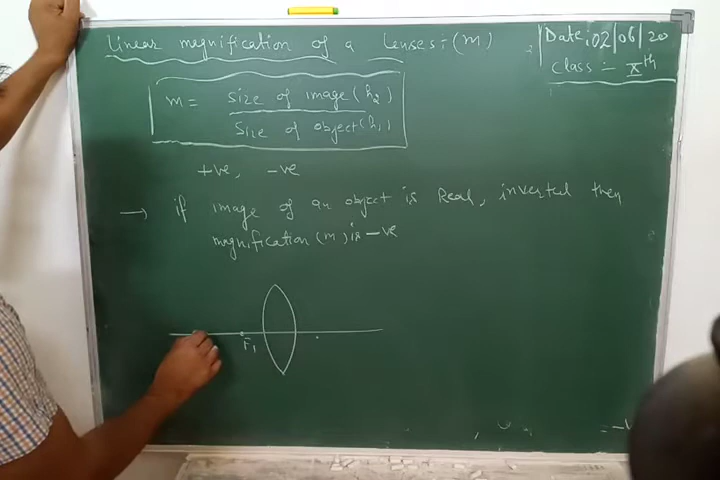 Linear magnification of a Lenses:- (m)
Date:02/06/20
Class :- Xth
m = size of image (h2)
Size of object (h1)
+ve, -ve
→ if image of an object is Real, inverted then
magnification (m) is -ve
F1